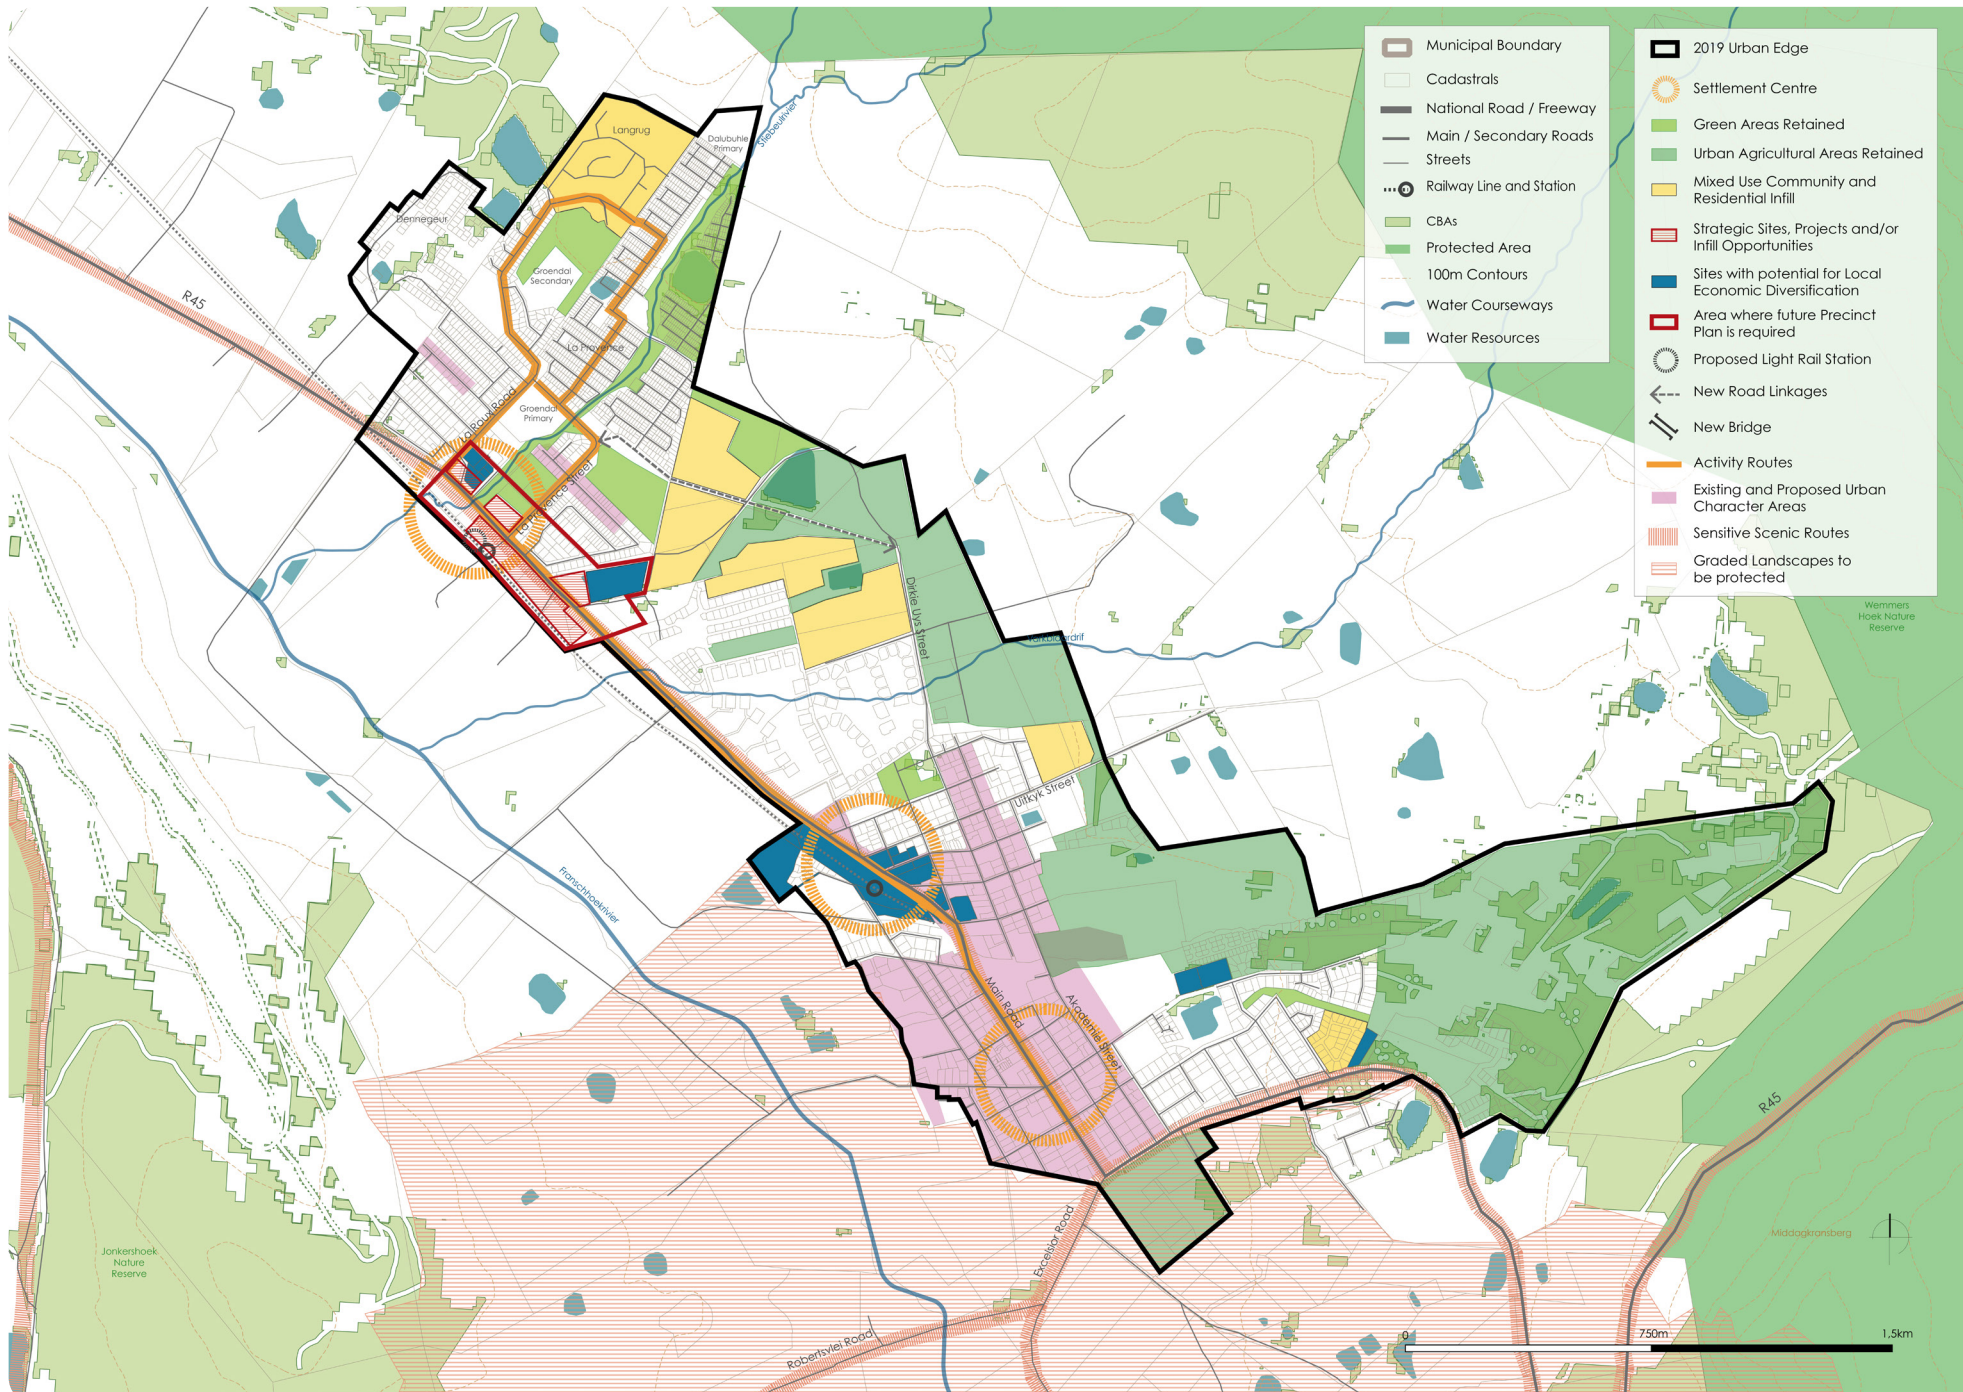 Municipal Boundary
Cadastrals
National Road / Freeway
Main / Secondary Roads
Streets
Railway Line and Station
CBAs
Protected Area
100m Contours
Water Courseways
Water Resources
2019 Urban Edge
Settlement Centre
Green Areas Retained
Urban Agricultural Areas Retained
Mixed Use Community and
Residential Infill
Strategic Sites, Projects and/or
Infill Opportunities
Sites with potential for Local
Economic Diversification
Area where future Precinct
Plan is required
Proposed Light Rail Station
New Road Linkages
New Bridge
Activity Routes
Existing and Proposed Urban
Character Areas
Sensitive Scenic Routes
Graded Landscapes to
be protected
Langrug
Dalubuhle
Primary
Stiebeulrivier
Dennegeur
Groendal
Secondary
R45
La Provence
La Roux Road
Groendal
Primary
La Provence Street
Dirkie Uys Street
Wemmers
Hoek Nature
Reserve
Uitkyk Street
Franschhoekrivier
Main Road
Akademie Street
R45
Excelsior Road
Robertsvlei Road
Jonkershoek
Nature
Reserve
Middagkransberg
0
750m
1,5km